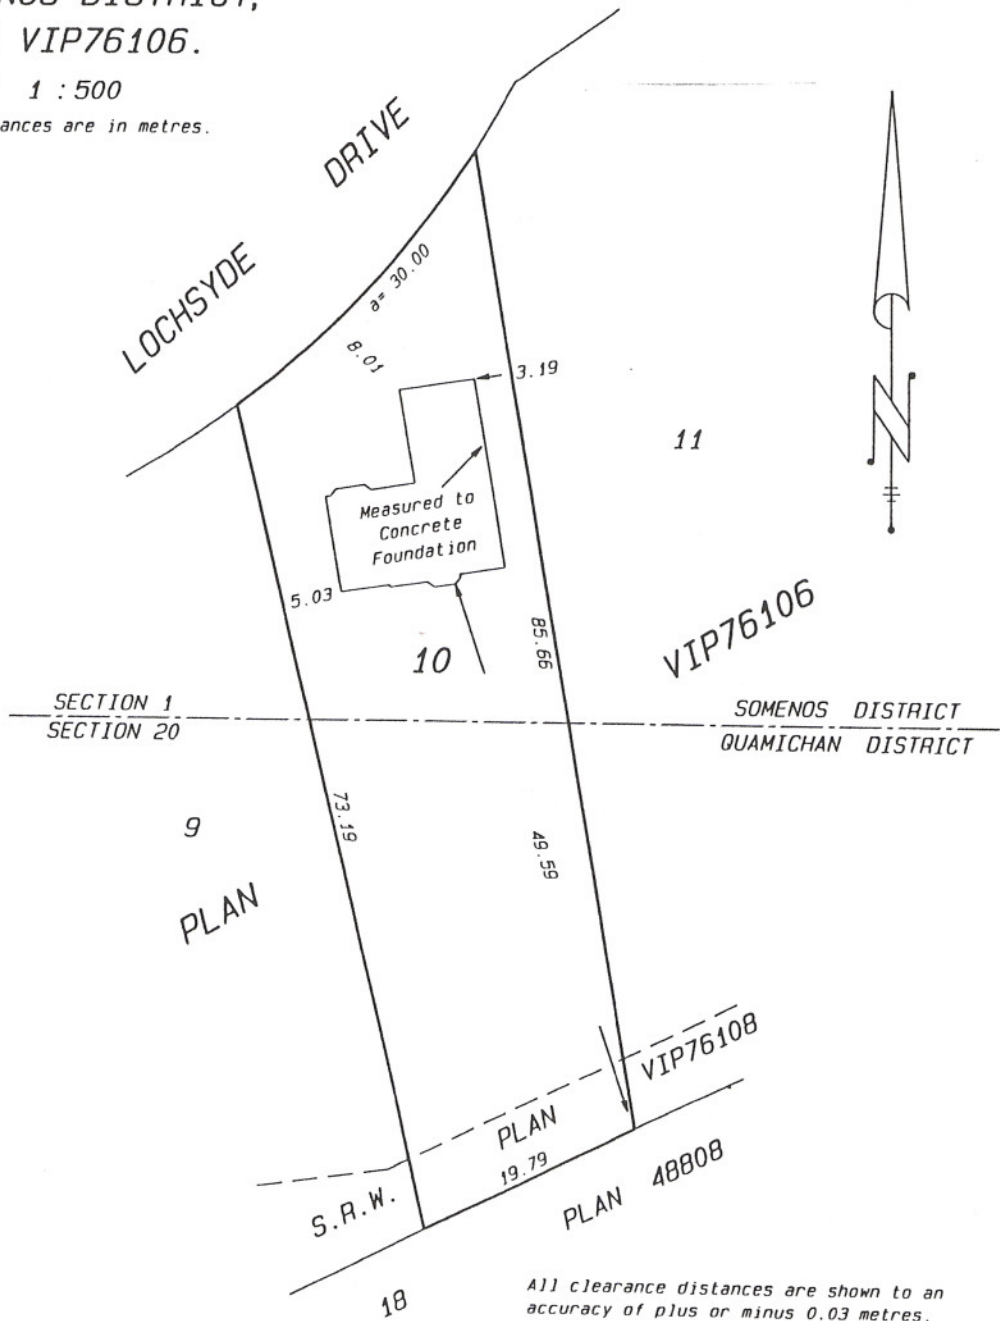 DISTRICT,
VIP76106.
1 : 500
ances are in metres.
LOCHSYDE DRIVE
a= 30.00
8.01
3.19
11
Measured to
Concrete
Foundation
5.03
10
85.66
VIP76106
SECTION 1
SOMENOS DISTRICT
SECTION 20
QUAMICHAN DISTRICT
73.19
9
49.59
PLAN
N
S.R.W.
PLAN
VIP76108
19.79
PLAN 48808
18
All clearance distances are shown to an
accuracy of plus or minus 0.03 metres.